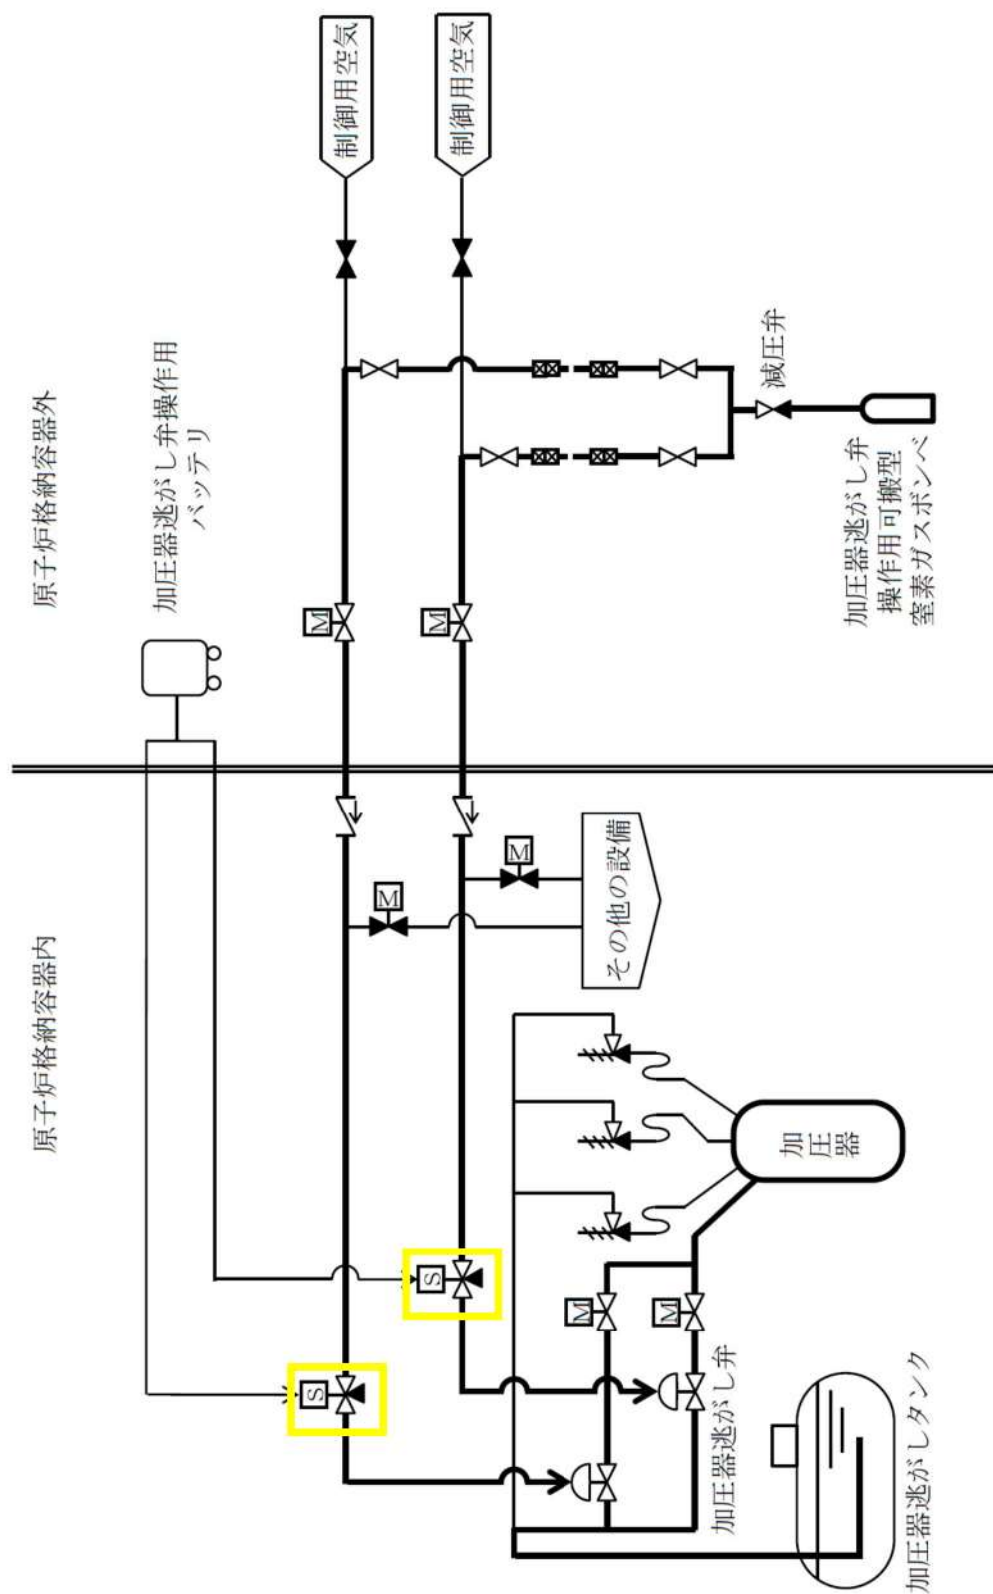 原子炉格納容器内
原子炉格納容器外
加圧器逃がし弁操作用
バッテリ
制御用空気
制御用空気
M
M
M
M
その他の設備
減圧弁
加圧器逃がし弁
操作用可搬型
窒素ガスボンベ
S
S
M
M
加圧器
加圧器逃がし弁
加圧器逃がしタンク